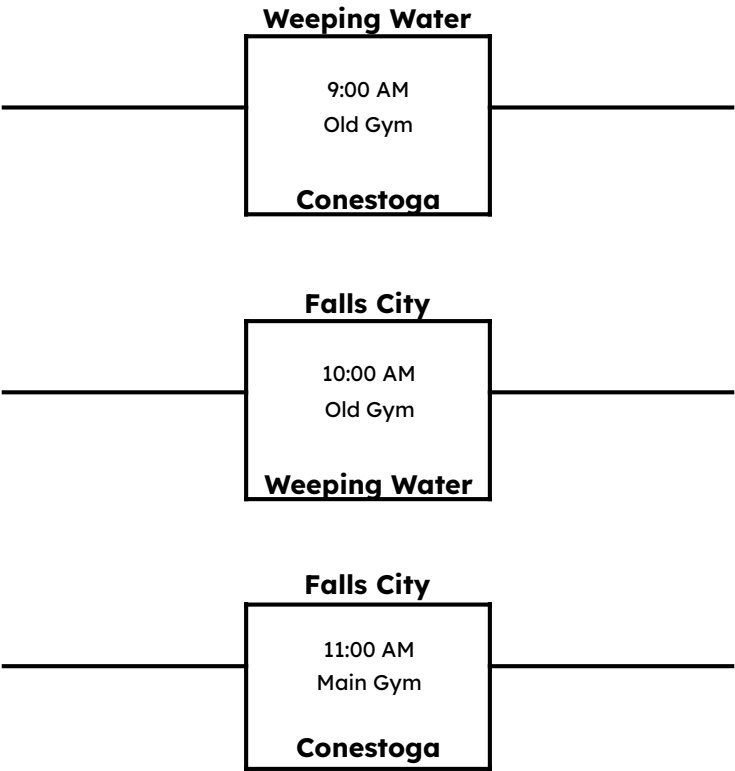 Weeping Water
9:00 AM
Old Gym
Conestoga
Falls City
10:00 AM
Old Gym
Weeping Water
Falls City
11:00 AM
Main Gym
Conestoga